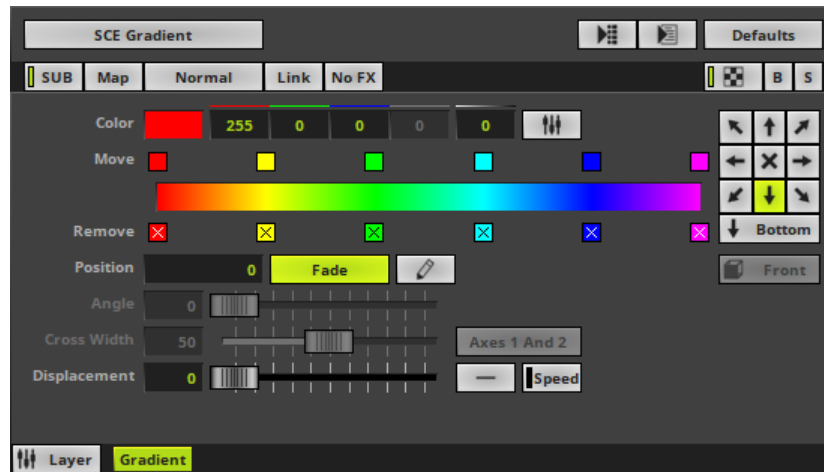 SCE Gradient Defaults
SUB Map Normal Link No FX B S
Color 255 0 0 0 0
Move
Remove Bottom
Position 0 Fade Front
Angle 0
Cross Width 50 Axes 1 And 2
Displacement 0 Speed
Layer Gradient